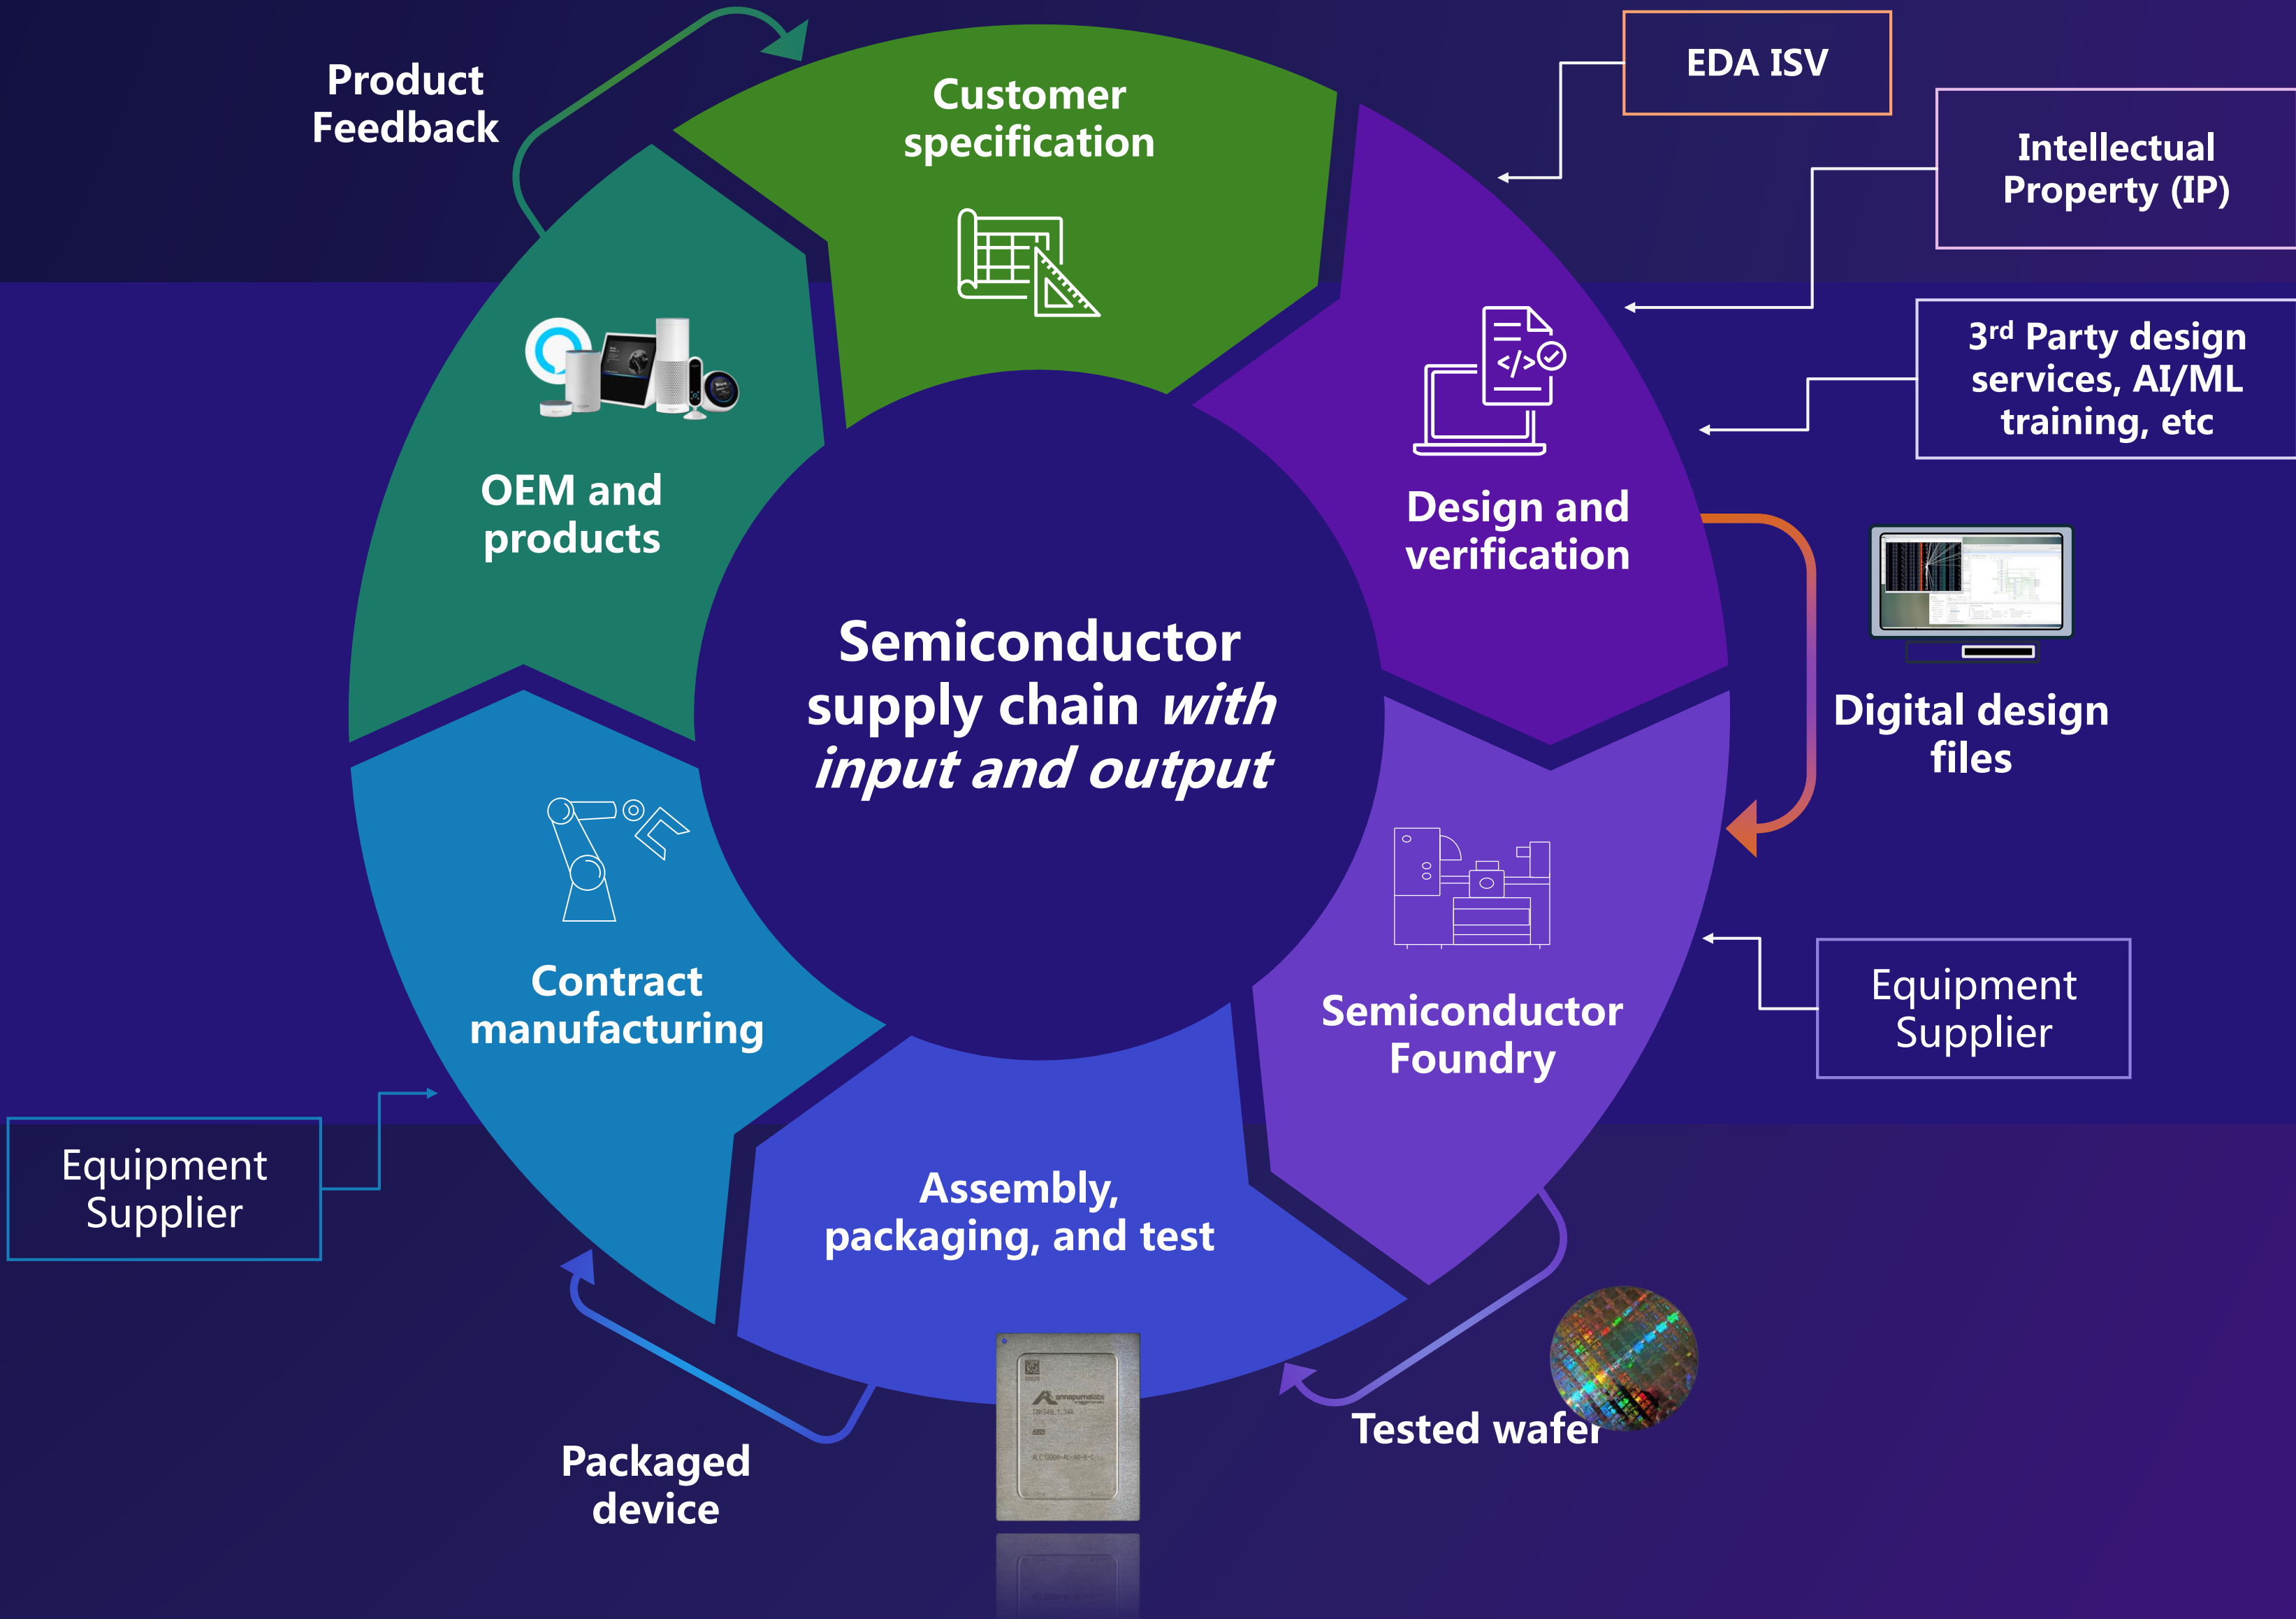 Product
Feedback
Customer
specification
EDA ISV
Intellectual
Property (IP)
3rd Party design
services, AI/ML
training, etc
</>
OEM and
products
Design and
verification
Semiconductor
supply chain with
input and output
Digital design
files
Contract
manufacturing
Semiconductor
Foundry
Equipment
Supplier
Equipment
Supplier
Assembly,
packaging, and test
annapurnalabs
Tested wafer
Packaged
device